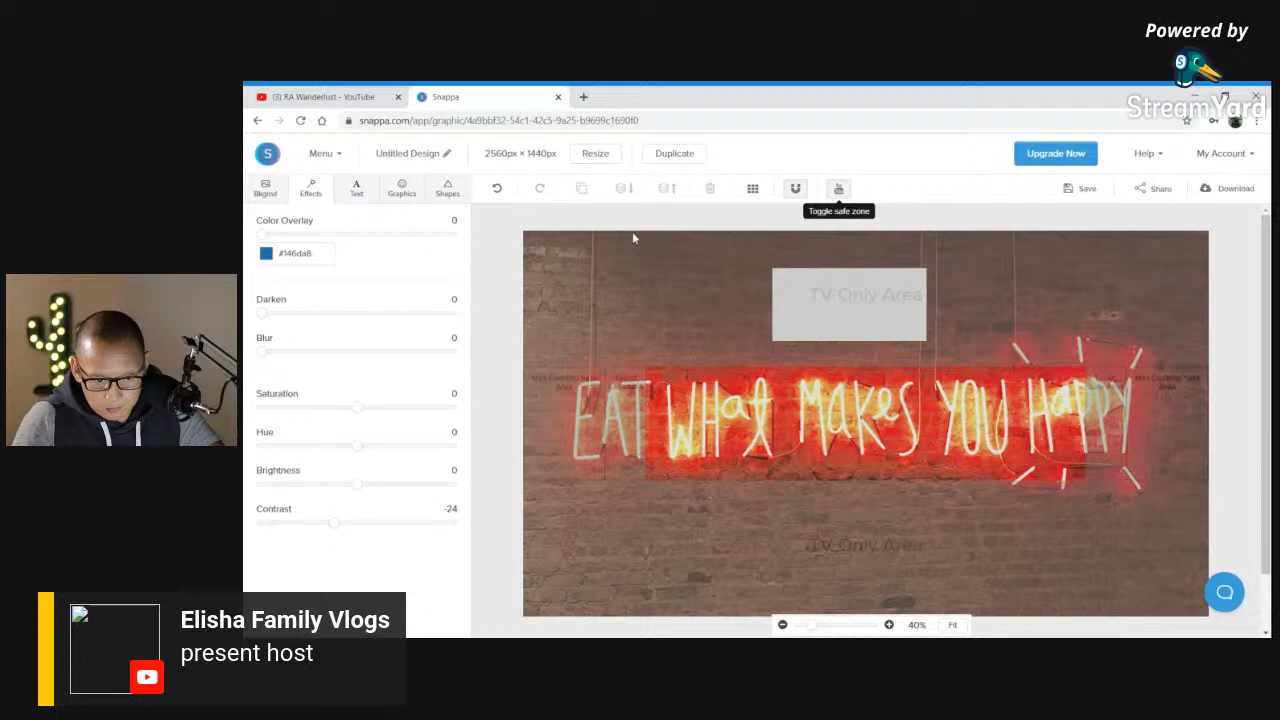 Powered by
StreamYard
RA Wanderlust - YouTube
Snappa
snappa.com/app/graphic/4a9bbf32-54c1-42c5-9a25-b9699c1690f0
S
Menu
Untitled Design
2560px × 1440px
Resize
Duplicate
Upgrade Now
Help
My Account
Bkgrnd
Effects
Text
Graphics
Shapes
Save
Share
Download
Toggle safe zone
Color Overlay 0
#146da8
Darken 0
Blur 0
Saturation 0
Hue 0
Brightness 0
Contrast -24
TV Only Area
EAT WHat MaKes YOU HaPPY
TV Only Area
40%
Fit
Elisha Family Vlogs
present host